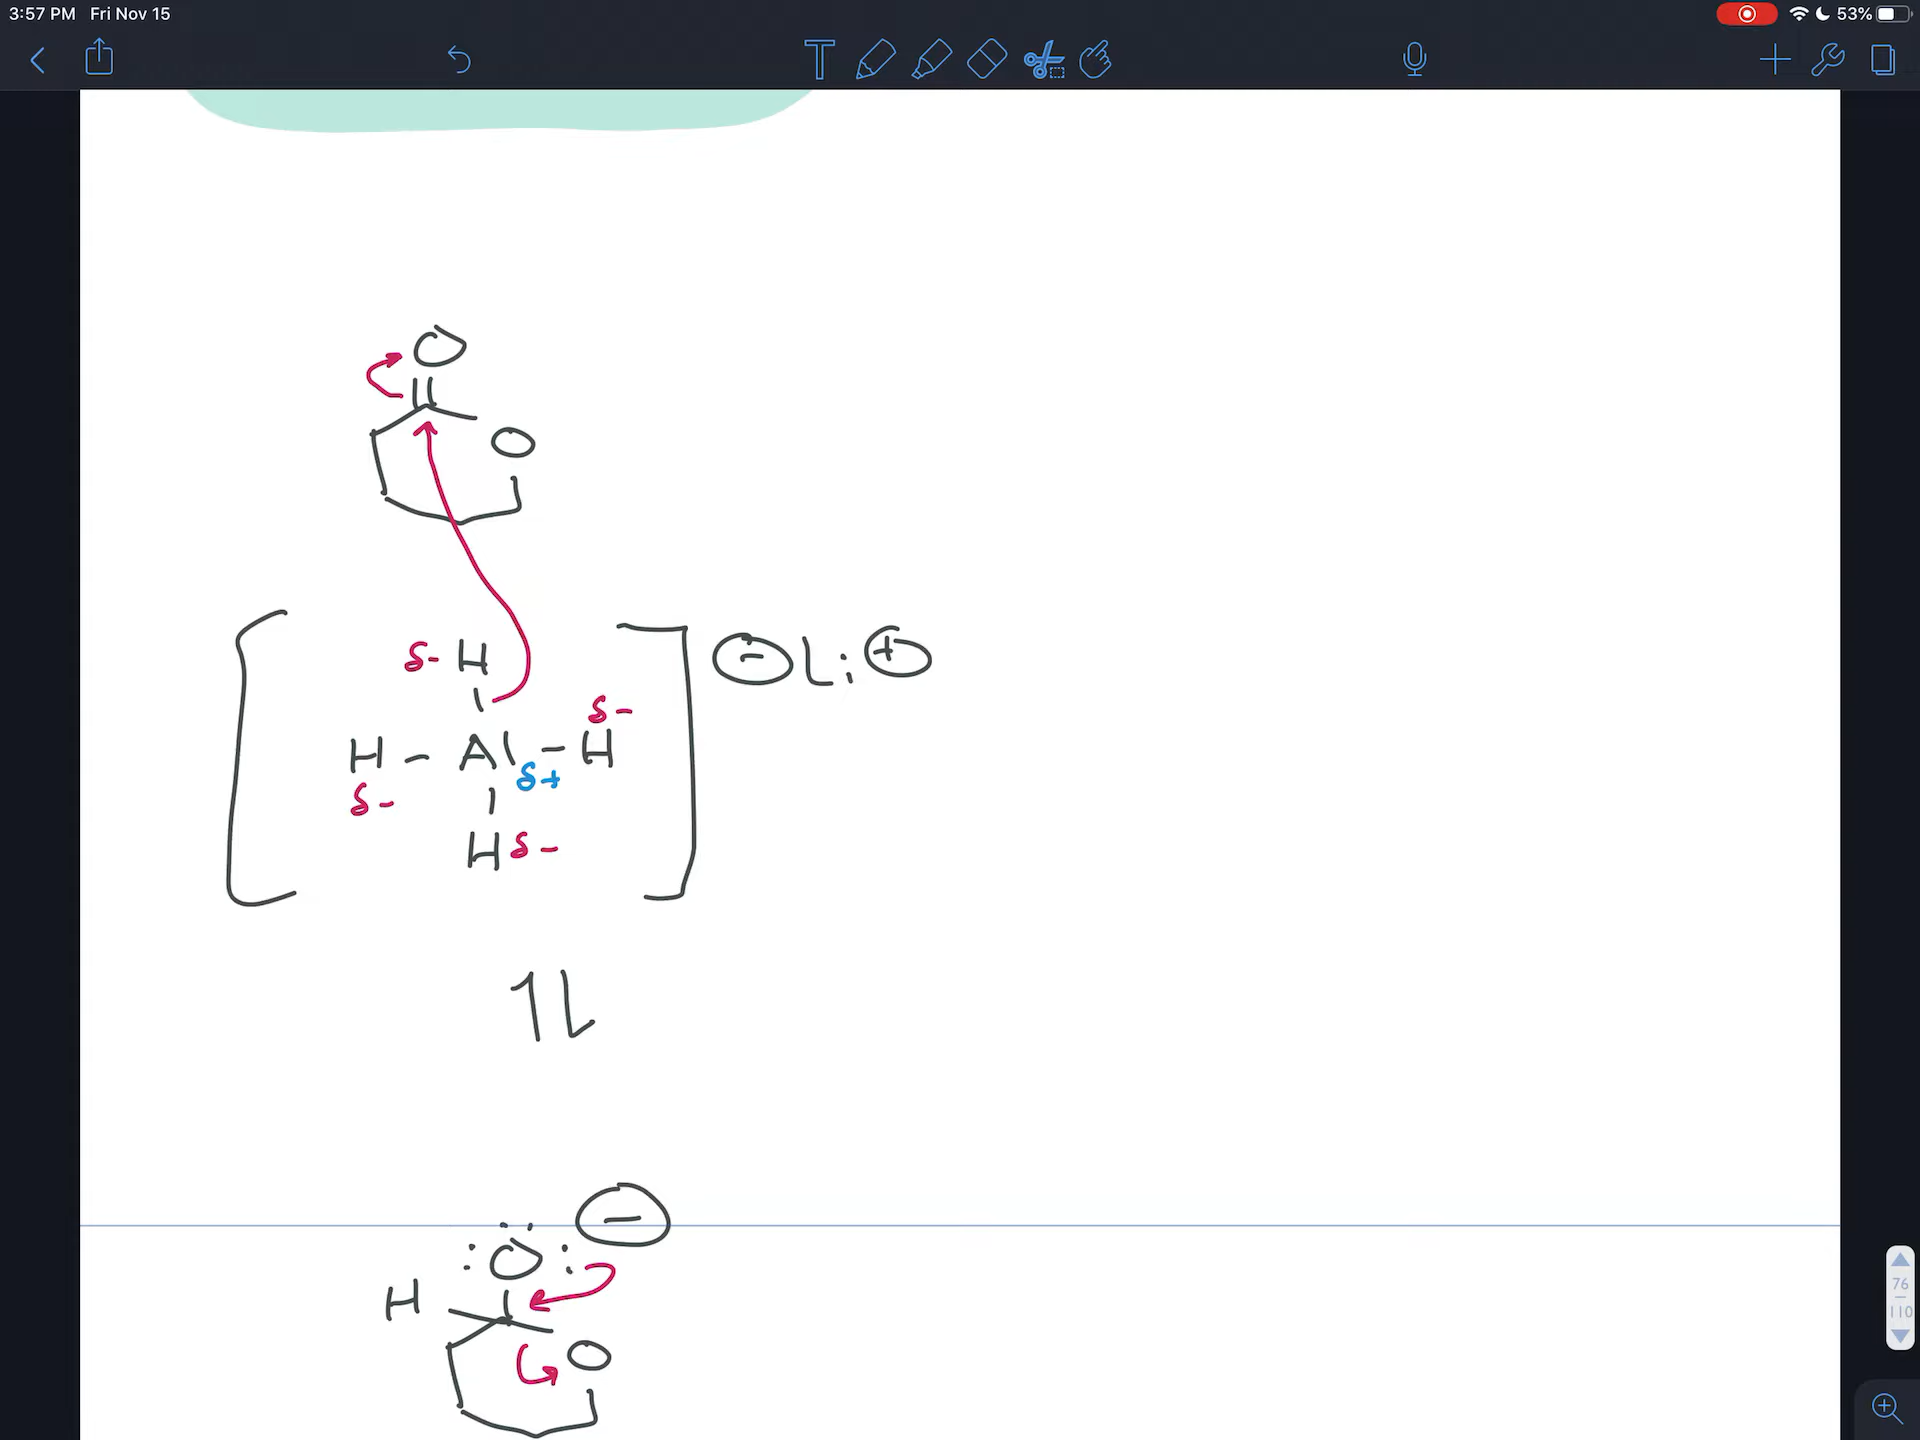 3:57 PM Fri Nov 15
53%
T
O
O
δ- H
δ-
H - Al - H
δ- δ+
H δ-
- Li +
-
:O:
H
O
76
110